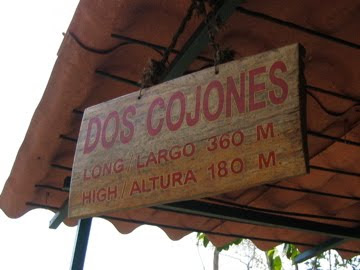 DOS COJONES
LONG / LARGO 360 M.
HIGH / ALTURA 180 M.